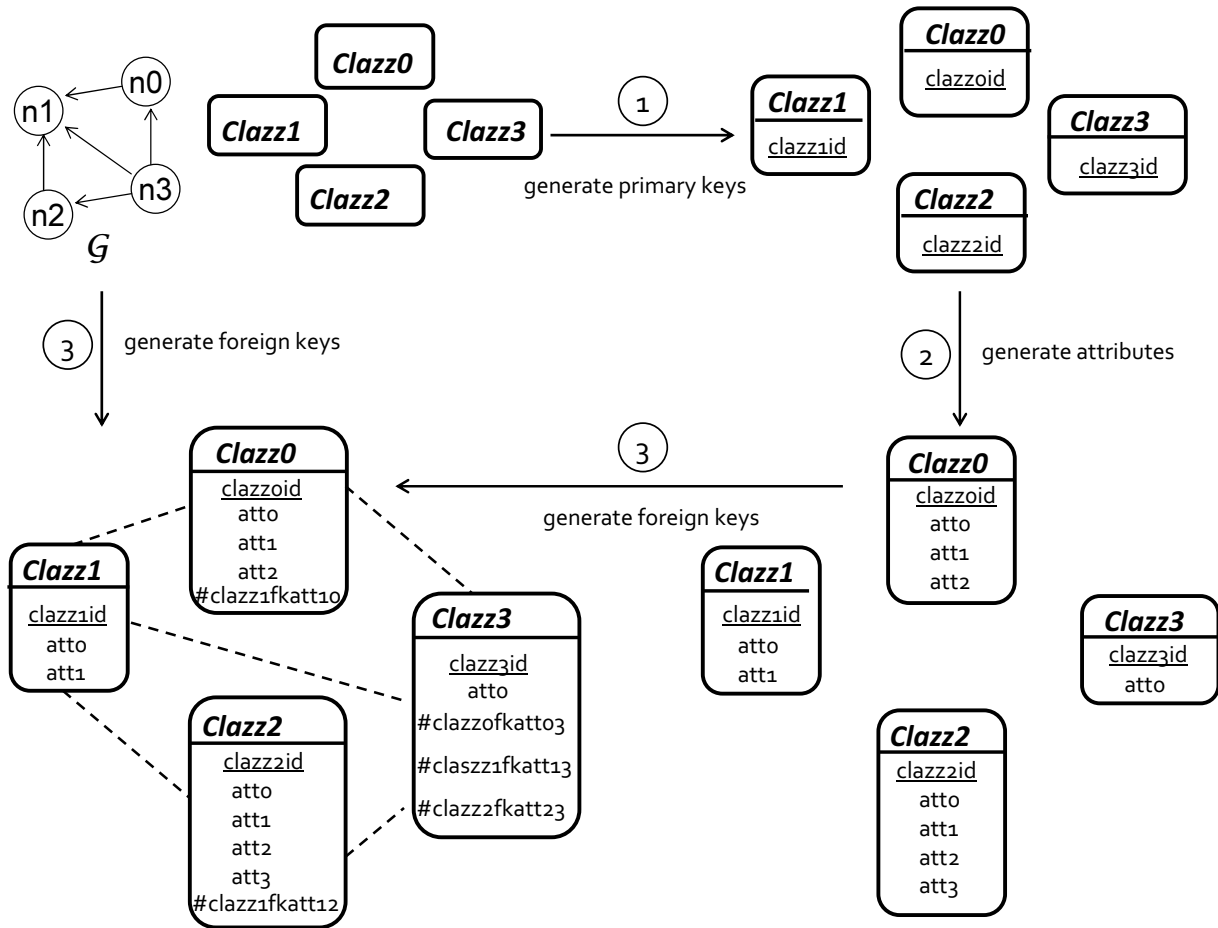 n0
n1
n3
n2
G
Clazz0
Clazz1
Clazz3
Clazz2
1
generate primary keys
Clazz0
clazz0id
Clazz1
clazz1id
Clazz3
clazz3id
Clazz2
clazz2id
3
generate foreign keys
2
generate attributes
3
generate foreign keys
Clazz0
clazz0id
att0
att1
att2
#clazz1fkatt10
Clazz1
clazz1id
att0
att1
Clazz3
clazz3id
att0
#clazz0fkatt03
#claszz1fkatt13
#clazz2fkatt23
Clazz2
clazz2id
att0
att1
att2
att3
#clazz1fkatt12
Clazz0
clazz0id
att0
att1
att2
Clazz1
clazz1id
att0
att1
Clazz3
clazz3id
att0
Clazz2
clazz2id
att0
att1
att2
att3